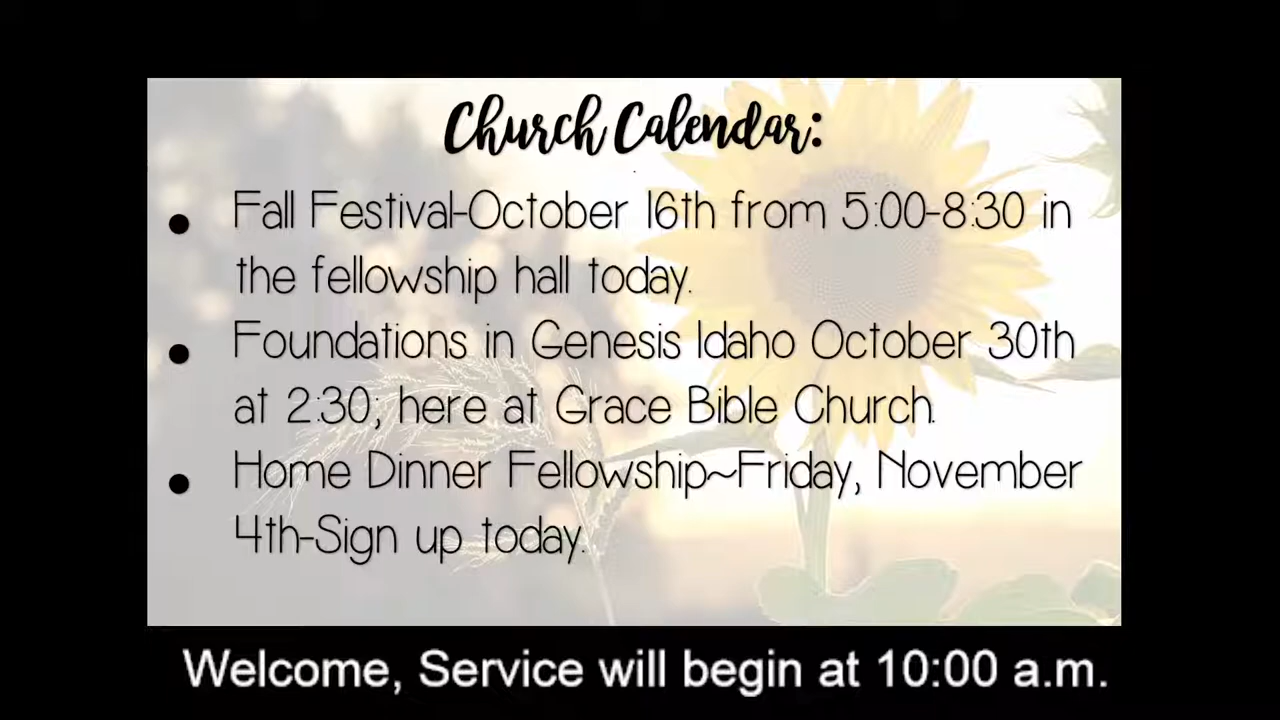 Church Calendar:
Fall Festival-October 16th from 5:00-8:30 in
the fellowship hall today.
Foundations in Genesis Idaho October 30th
at 2:30; here at Grace Bible Church.
Home Dinner Fellowship~Friday, November
4th-Sign up today.
Welcome, Service will begin at 10:00 a.m.